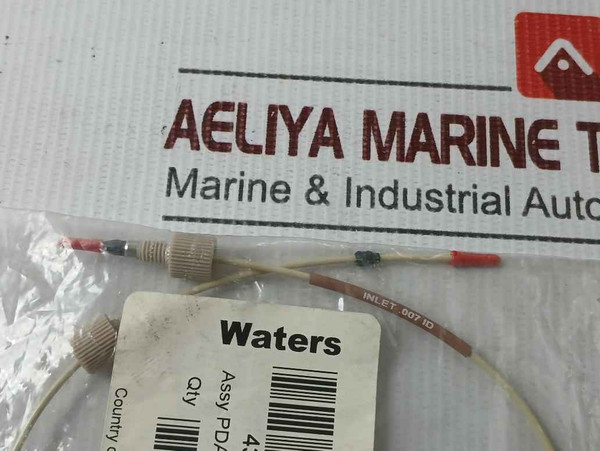 AELIYA MARINE T
Marine & Industrial Auto
INLET .007 ID
Waters
43
Assy PDA
Qty
Country o